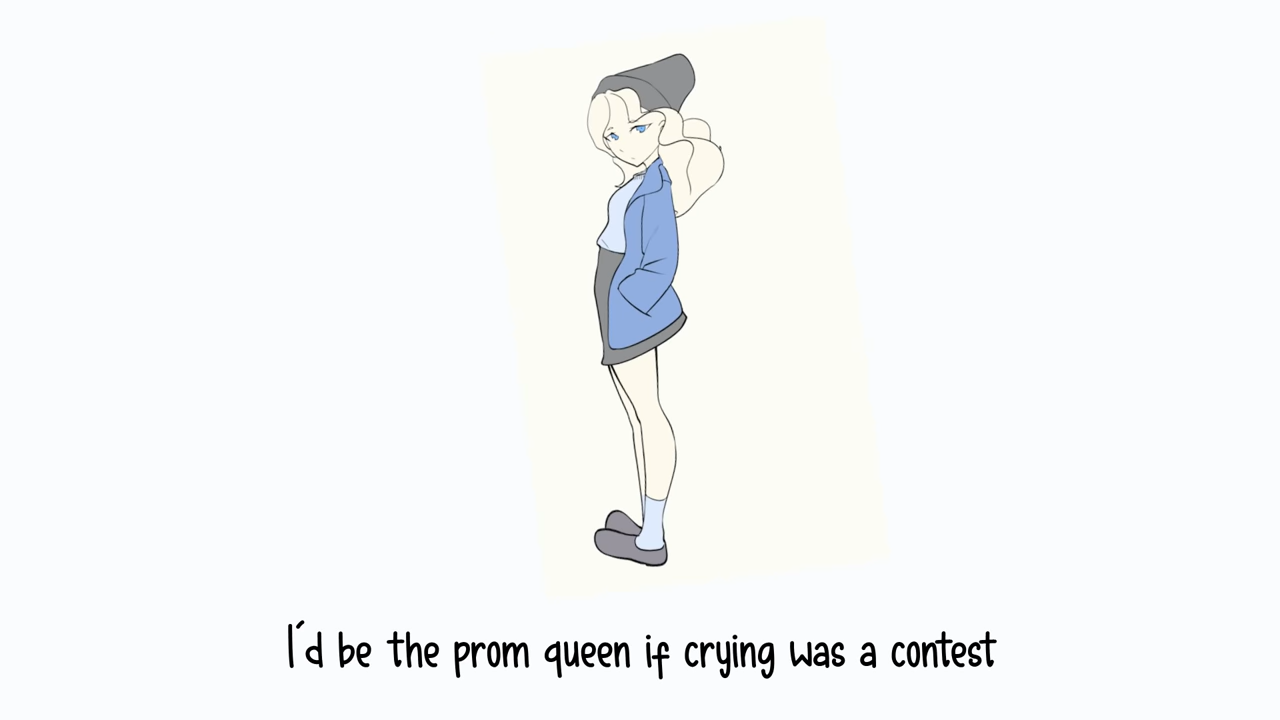 I´d be the prom queen if crying was a contest